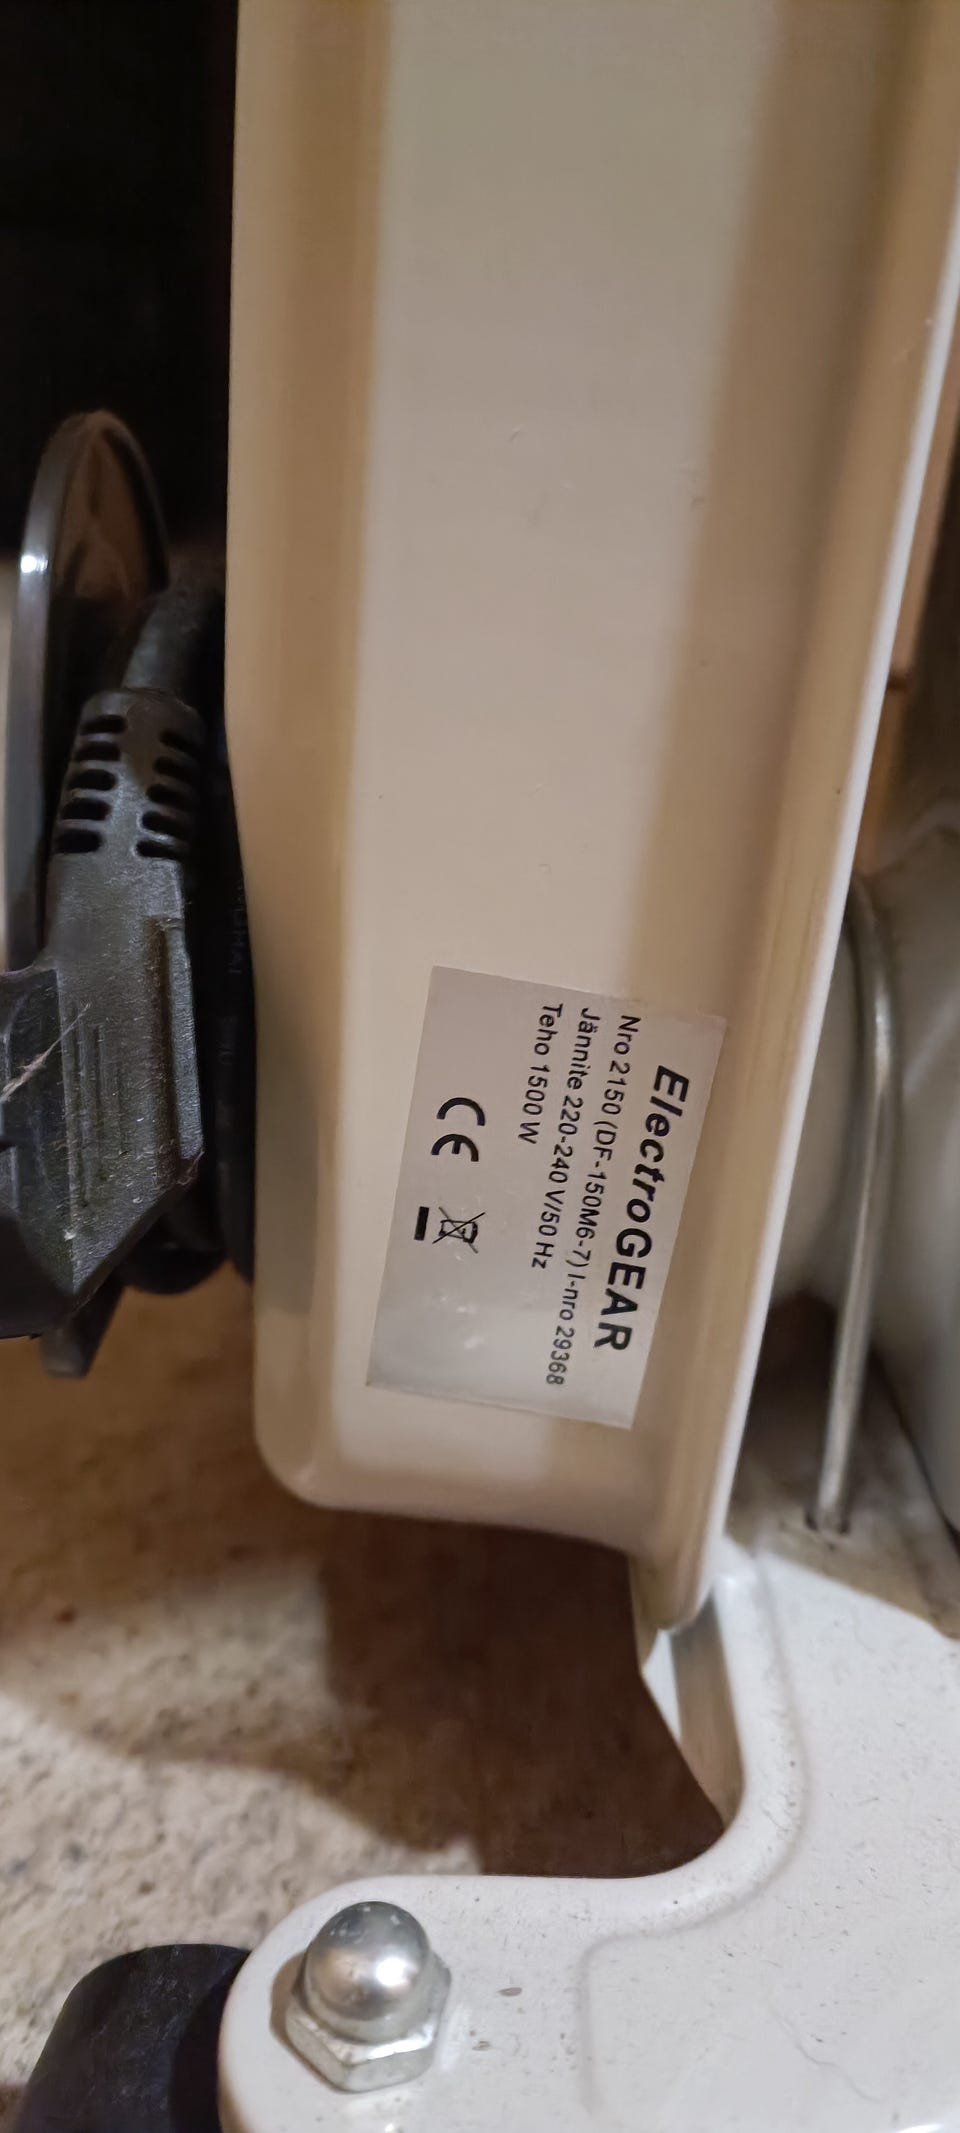 ElectroGEAR
Nro 2150 (DF-150M6-7) I-nro 29368
Jännite 220-240 V/50 Hz
Teho 1500 W
CE